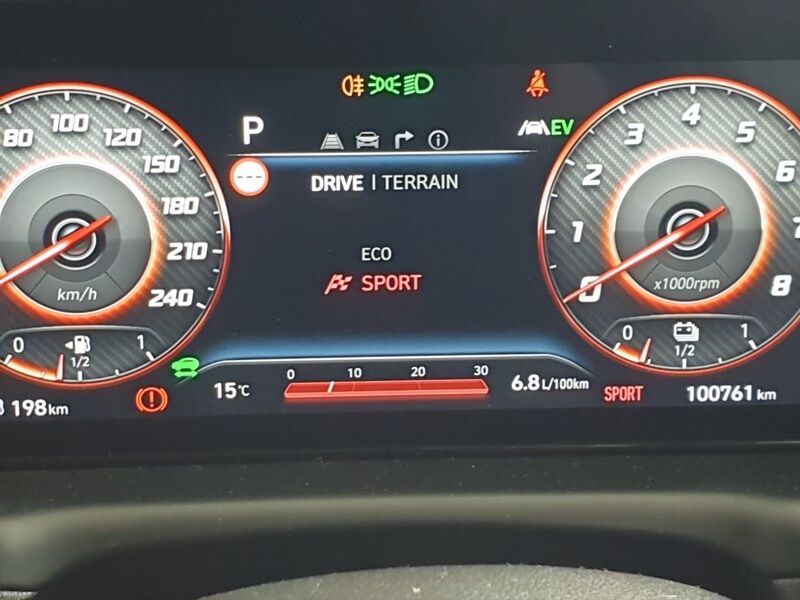 EV
P
80 100 120 150 180 210 240
km/h
0 1/2 1
DRIVE | TERRAIN
ECO
SPORT
0 1 2 3 4 5 6 8
x1000rpm
0 1/2 1
0 10 20 30
198 km
15°C
6.8 L/100km
SPORT
100761 km